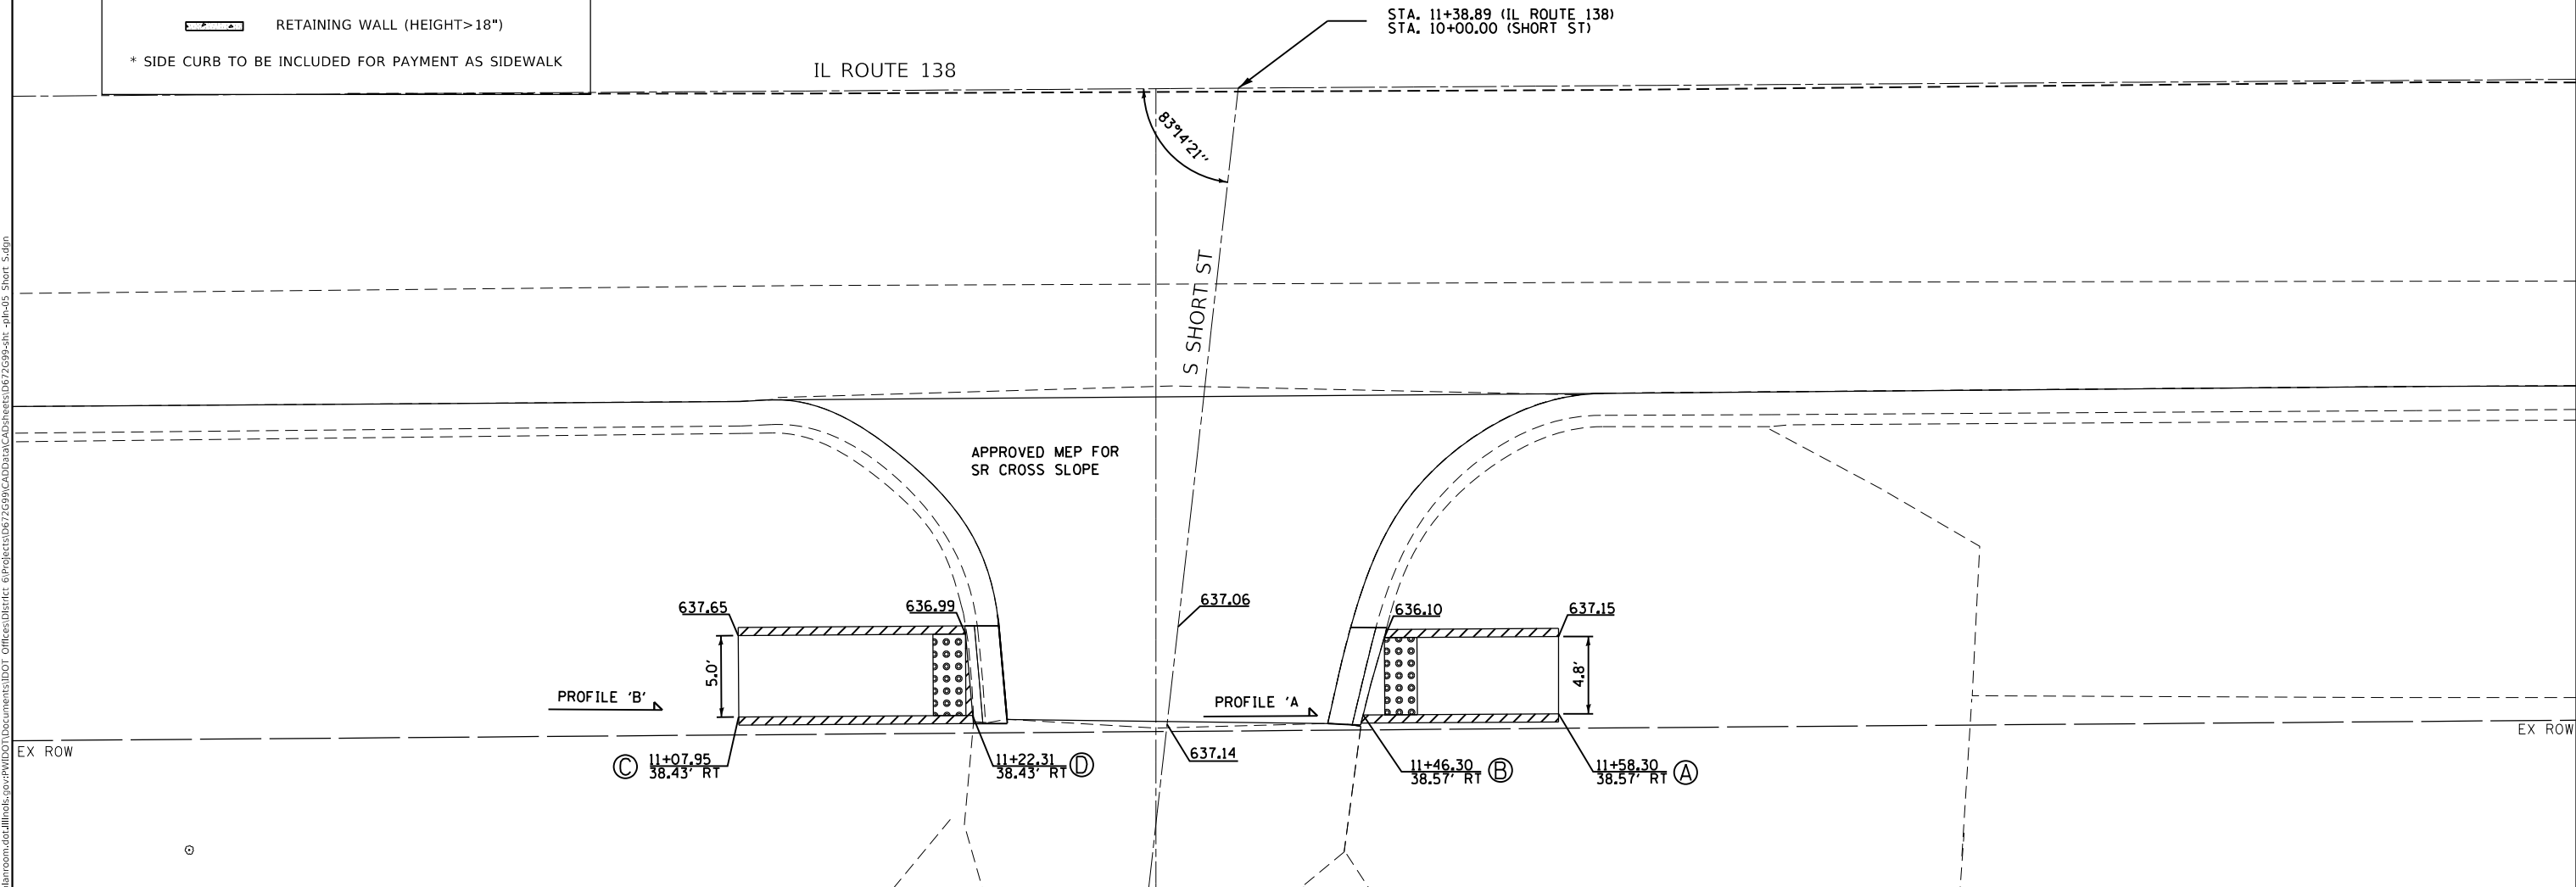 RETAINING WALL (HEIGHT>18")
* SIDE CURB TO BE INCLUDED FOR PAYMENT AS SIDEWALK
STA. 11+38.89 (IL ROUTE 138)
STA. 10+00.00 (SHORT ST)
IL ROUTE 138
83°14'21"
S SHORT ST
APPROVED MEP FOR
SR CROSS SLOPE
637.65
636.99
637.06
636.10
637.15
5.0'
4.8'
PROFILE 'B'
PROFILE 'A
EX ROW
EX ROW
637.14
Ⓒ 11+07.95
38.43' RT
11+22.31 Ⓓ
38.43' RT
11+46.30 Ⓑ
38.57' RT
11+58.30 Ⓐ
38.57' RT